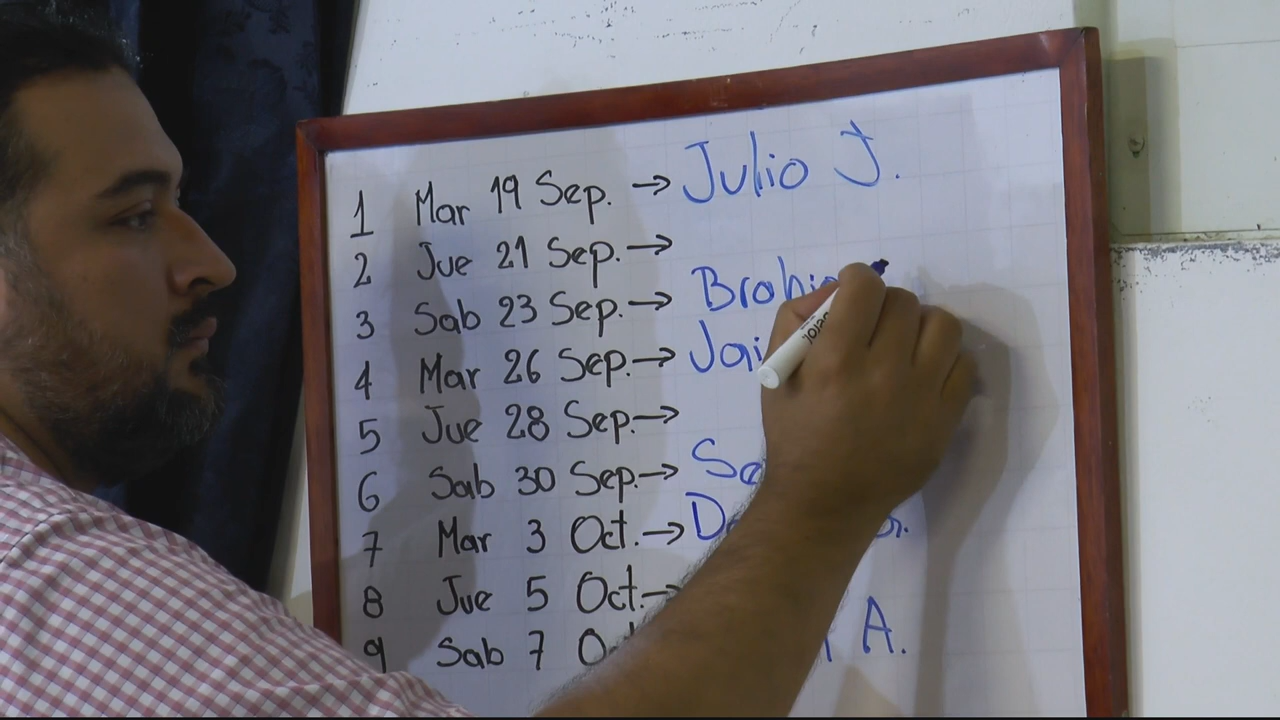 1 Mar 19 Sep. → Julio J.
2 Jue 21 Sep. →
3 Sab 23 Sep. →
4 Mar 26 Sep. →
5 Jue 28 Sep. →
6 Sab 30 Sep. →
7 Mar 3 Oct. →
8 Jue 5 Oct. →
9 Sab 7 A.